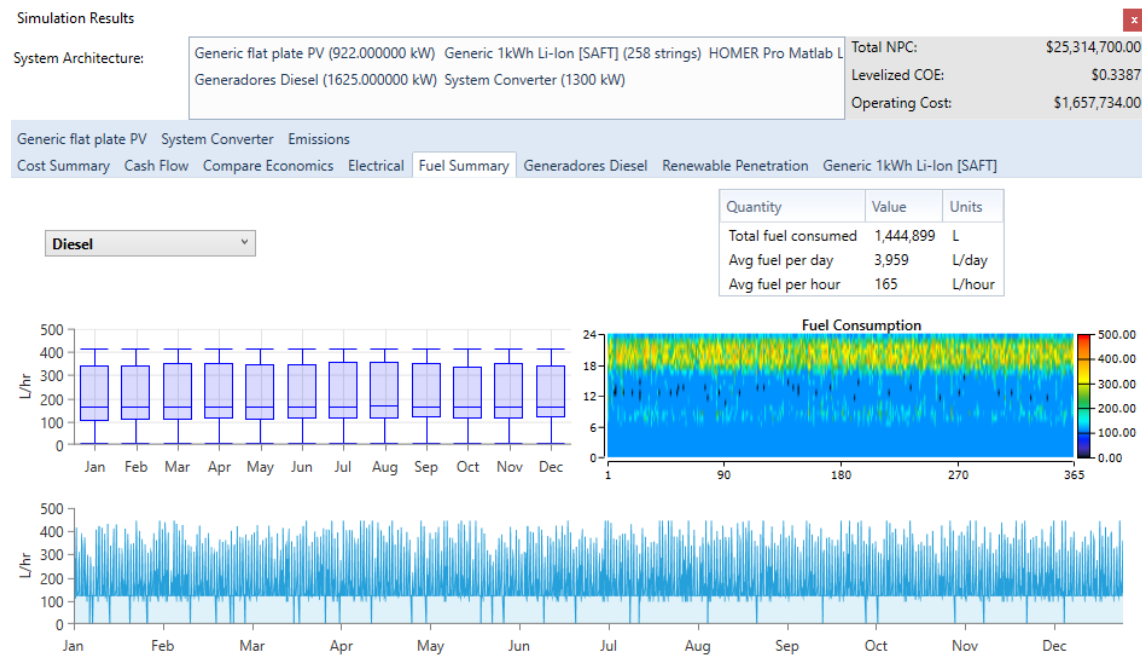 Simulation Results
x
System Architecture:
Generic flat plate PV (922.000000 kW) Generic 1kWh Li-Ion [SAFT] (258 strings) HOMER Pro Matlab L
Generadores Diesel (1625.000000 kW) System Converter (1300 kW)
Total NPC: $25,314,700.00
Levelized COE: $0.3387
Operating Cost: $1,657,734.00
Generic flat plate PV System Converter Emissions
Cost Summary Cash Flow Compare Economics Electrical Fuel Summary Generadores Diesel Renewable Penetration Generic 1kWh Li-Ion [SAFT]
Quantity Value Units
Total fuel consumed 1,444,899 L
Avg fuel per day 3,959 L/day
Avg fuel per hour 165 L/hour
Diesel
500
400
300
200
100
0
L/hr
Jan Feb Mar Apr May Jun Jul Aug Sep Oct Nov Dec
Fuel Consumption
24
18
12
6
0
1 90 180 270 365
500.00
400.00
300.00
200.00
100.00
0.00
500
400
300
200
100
0
L/hr
Jan Feb Mar Apr May Jun Jul Aug Sep Oct Nov Dec